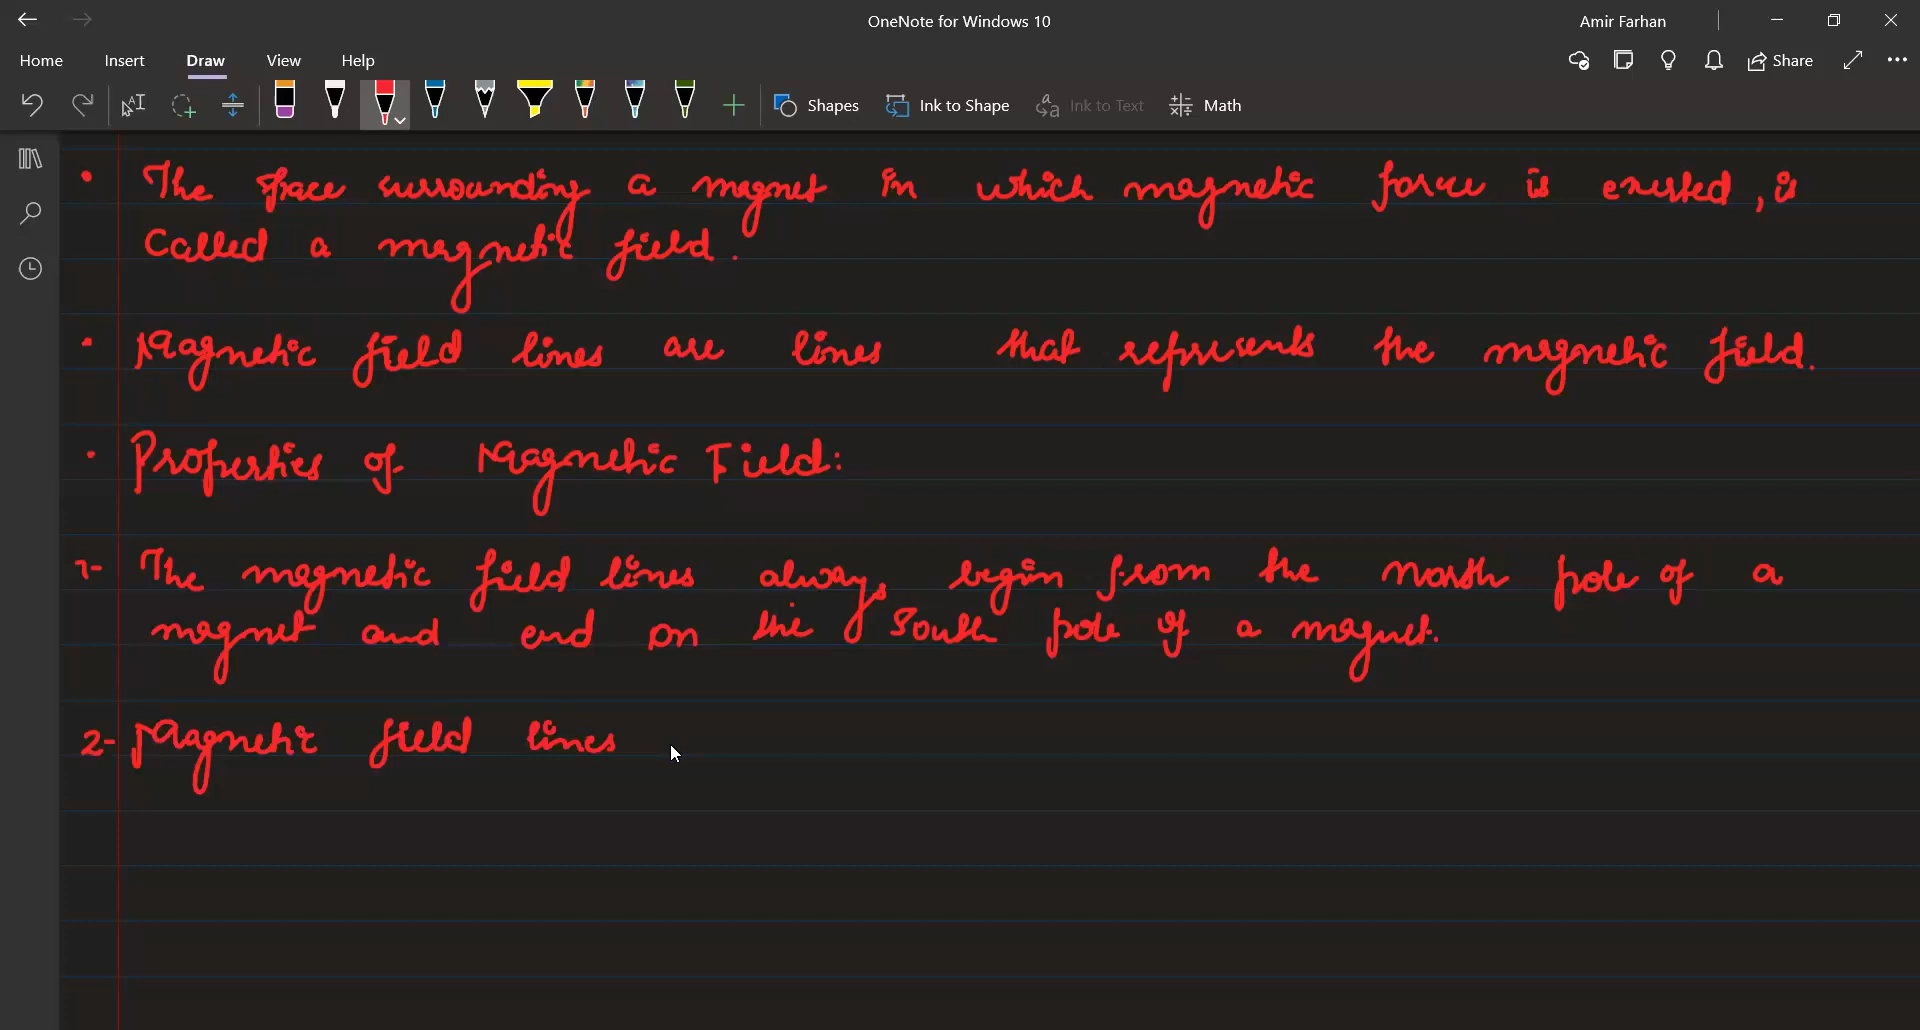 OneNote for Windows 10
Amir Farhan
Home Insert Draw View Help
Share
Shapes Ink to Shape Ink to Text Math
• The space surrounding a magnet in which magnetic force is exerted, is
Called a magnetic field.
• Magnetic field lines are lines that represents the magnetic field.
• Properties of Magnetic Field:
1- The magnetic field lines always begin from the north pole of a
magnet and end on the South pole of a magnet.
2- Magnetic field lines